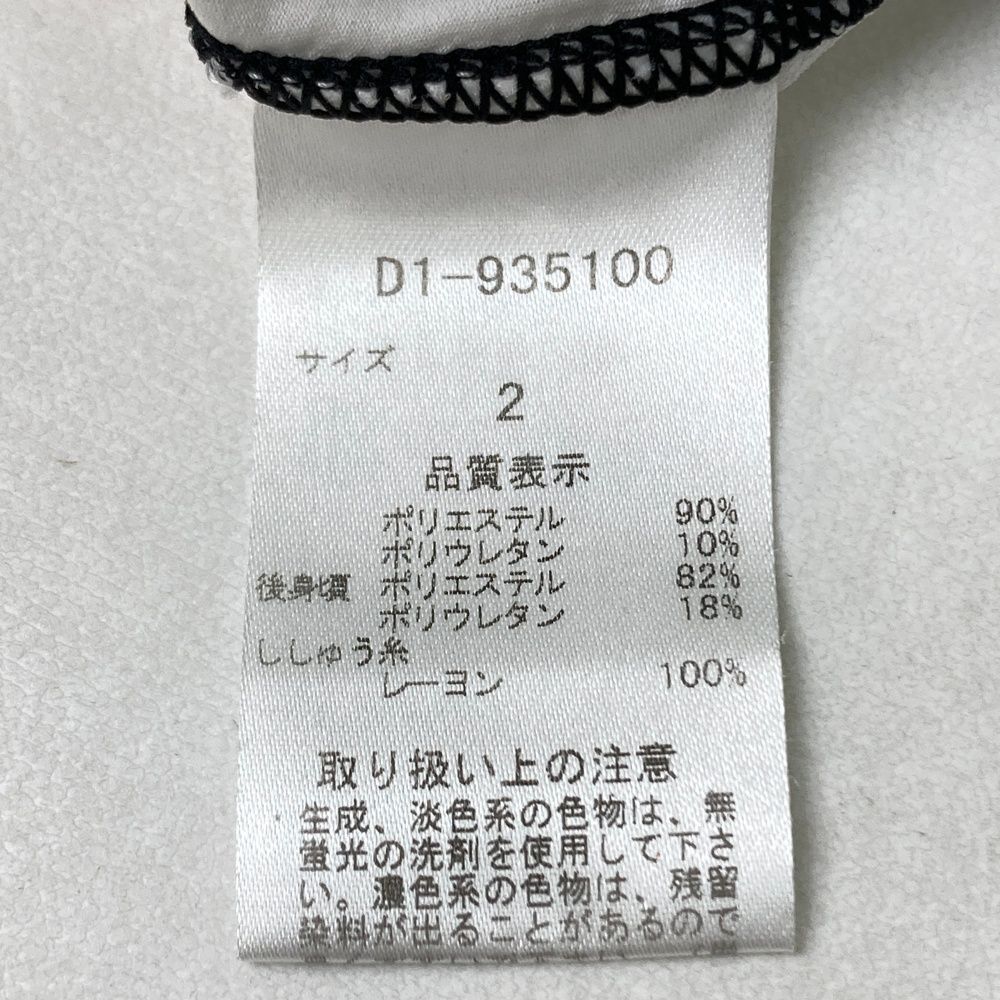 D1-935100
サイズ
2
品質表示
ポリエステル 90%
ポリウレタン 10%
後身頃 ポリエステル 82%
ポリウレタン 18%
ししゅう糸
レーヨン 100%
取り扱い上の注意
生成、淡色系の色物は、無
蛍光の洗剤を使用して下さ
い。濃色系の色物は、残留
染料が出ることがあるので